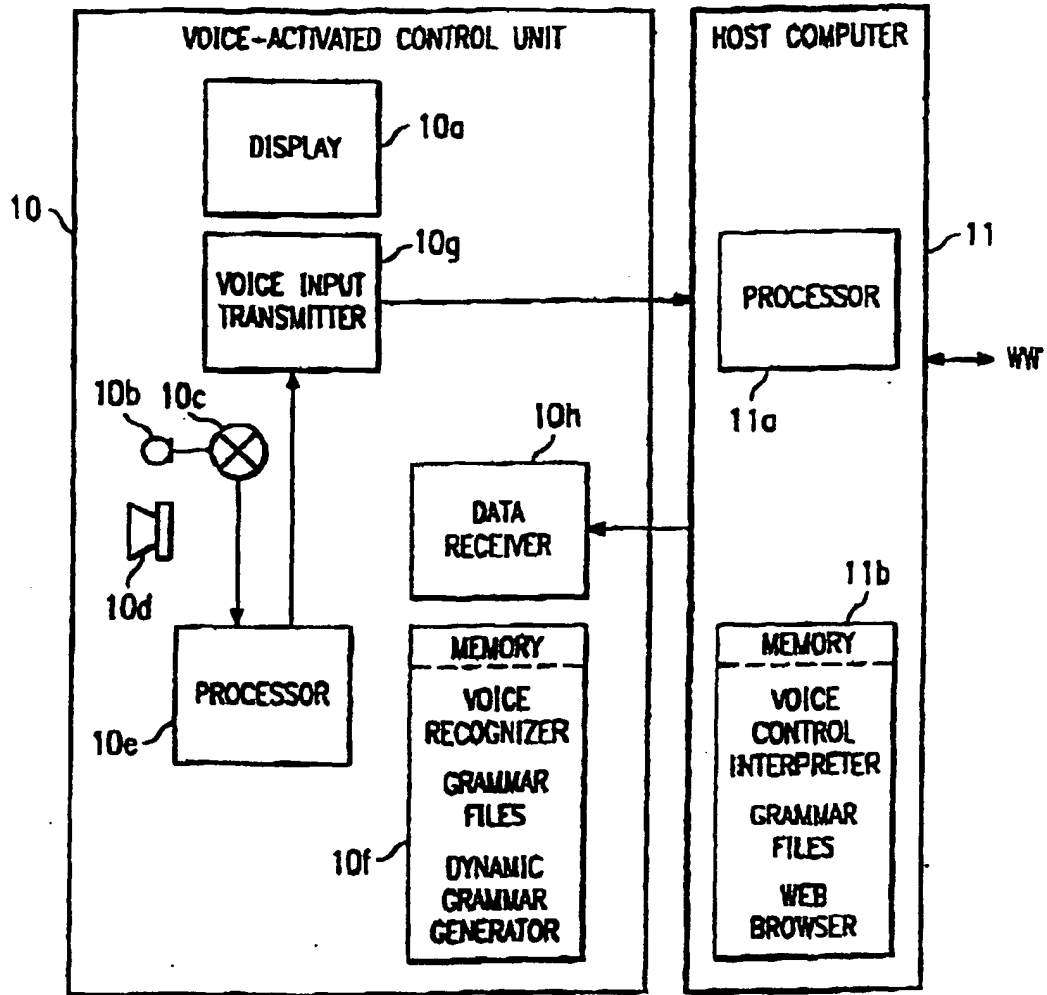 VOICE-ACTIVATED CONTROL UNIT
HOST COMPUTER
DISPLAY
10a
10
10g
VOICE INPUT
TRANSMITTER
11
PROCESSOR
11a
10b
10c
10h
DATA
RECEIVER
10d
11b
PROCESSOR
10e
MEMORY
VOICE
RECOGNIZER
GRAMMAR
FILES
DYNAMIC
GRAMMAR
GENERATOR
10f
MEMORY
VOICE
CONTROL
INTERPRETER
GRAMMAR
FILES
WEB
BROWSER